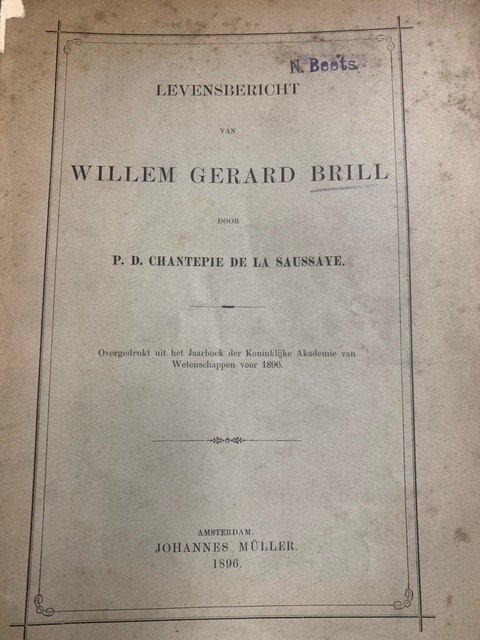 N. Beets.
LEVENSBERICHT
VAN
WILLEM GERARD BRILL
DOOR
P. D. CHANTEPIE DE LA SAUSSAYE.
Overgedrukt uit het Jaarboek der Koninklijke Akademie van
Wetenschappen voor 1896.
AMSTERDAM,
JOHANNES MÜLLER.
1896.